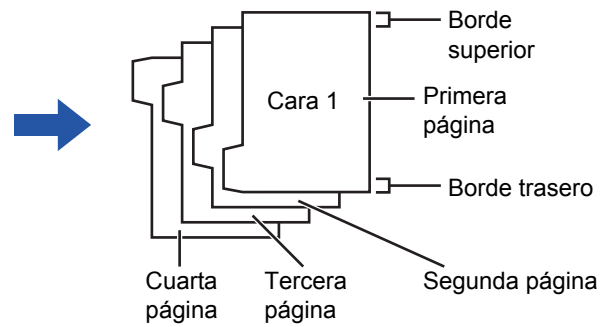 Borde
superior
Cara 1
Primera
página
Borde trasero
Cuarta
página
Tercera
página
Segunda página